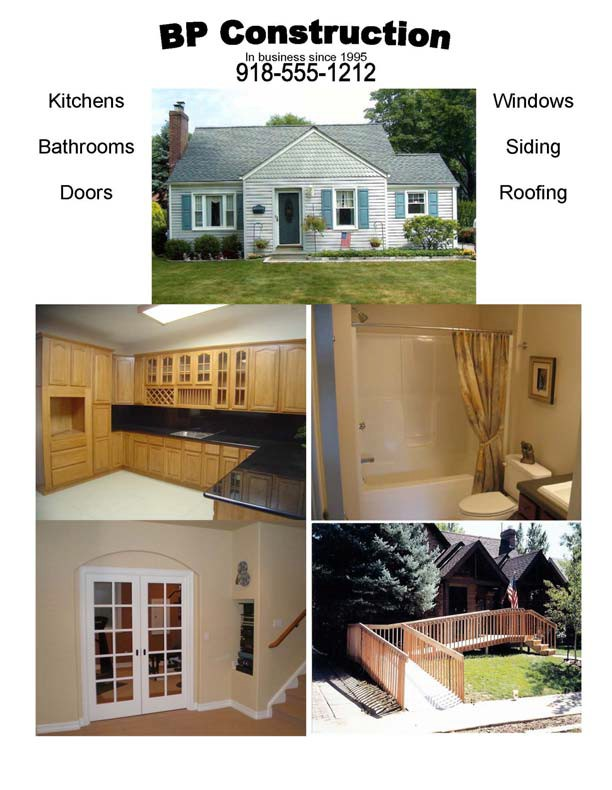 BP Construction
In business since 1995
918-555-1212
Kitchens
Windows
Bathrooms
Siding
Doors
Roofing